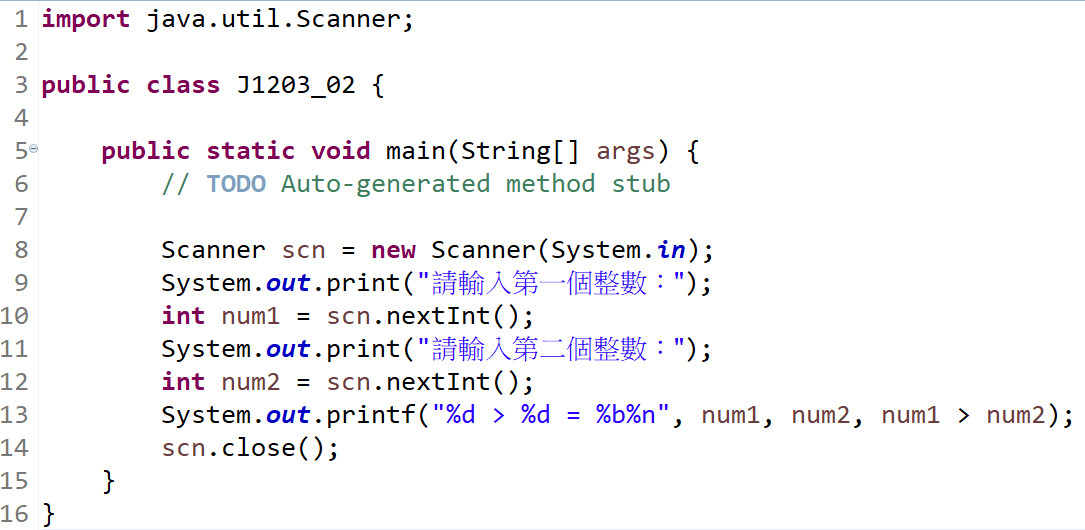 1 import java.util.Scanner;
2
3 public class J1203_02 {
4
5 public static void main(String[] args) {
6 // TODO Auto-generated method stub
7
8 Scanner scn = new Scanner(System.in);
9 System.out.print("請輸入第一個整數：");
10 int num1 = scn.nextInt();
11 System.out.print("請輸入第二個整數：");
12 int num2 = scn.nextInt();
13 System.out.printf("%d > %d = %b%n", num1, num2, num1 > num2);
14 scn.close();
15 }
16 }